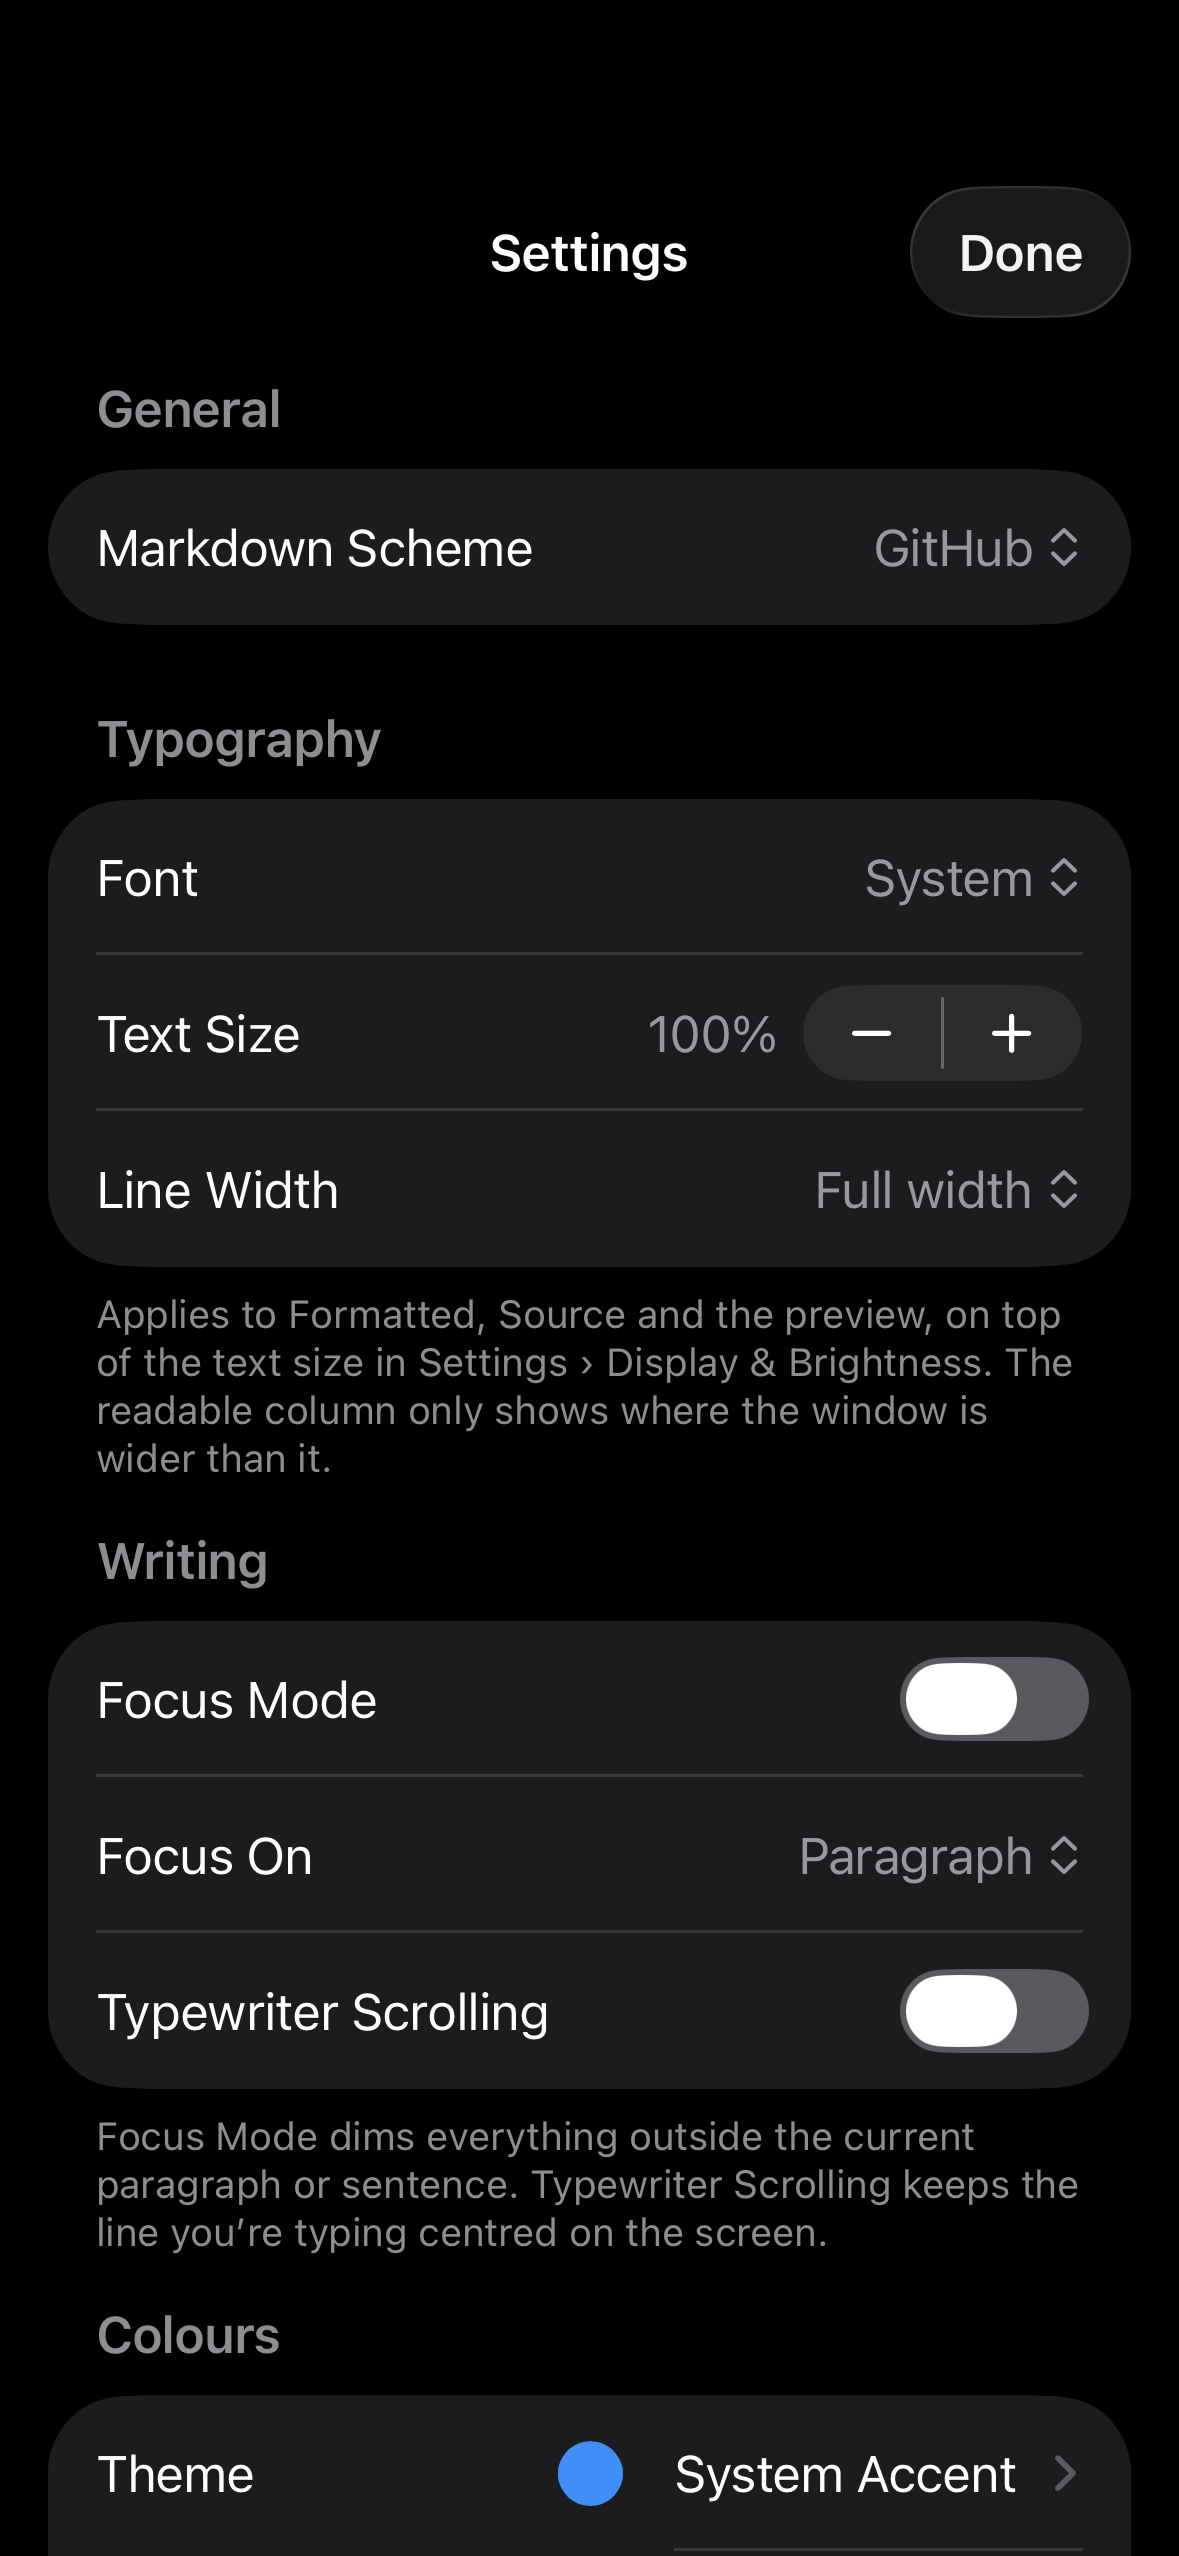 Settings
Done
General
Markdown Scheme
GitHub
Typography
Font
System
Text Size
100%
Line Width
Full width
Applies to Formatted, Source and the preview, on top
of the text size in Settings › Display & Brightness. The
readable column only shows where the window is
wider than it.
Writing
Focus Mode
Focus On
Paragraph
Typewriter Scrolling
Focus Mode dims everything outside the current
paragraph or sentence. Typewriter Scrolling keeps the
line you’re typing centred on the screen.
Colours
Theme
System Accent